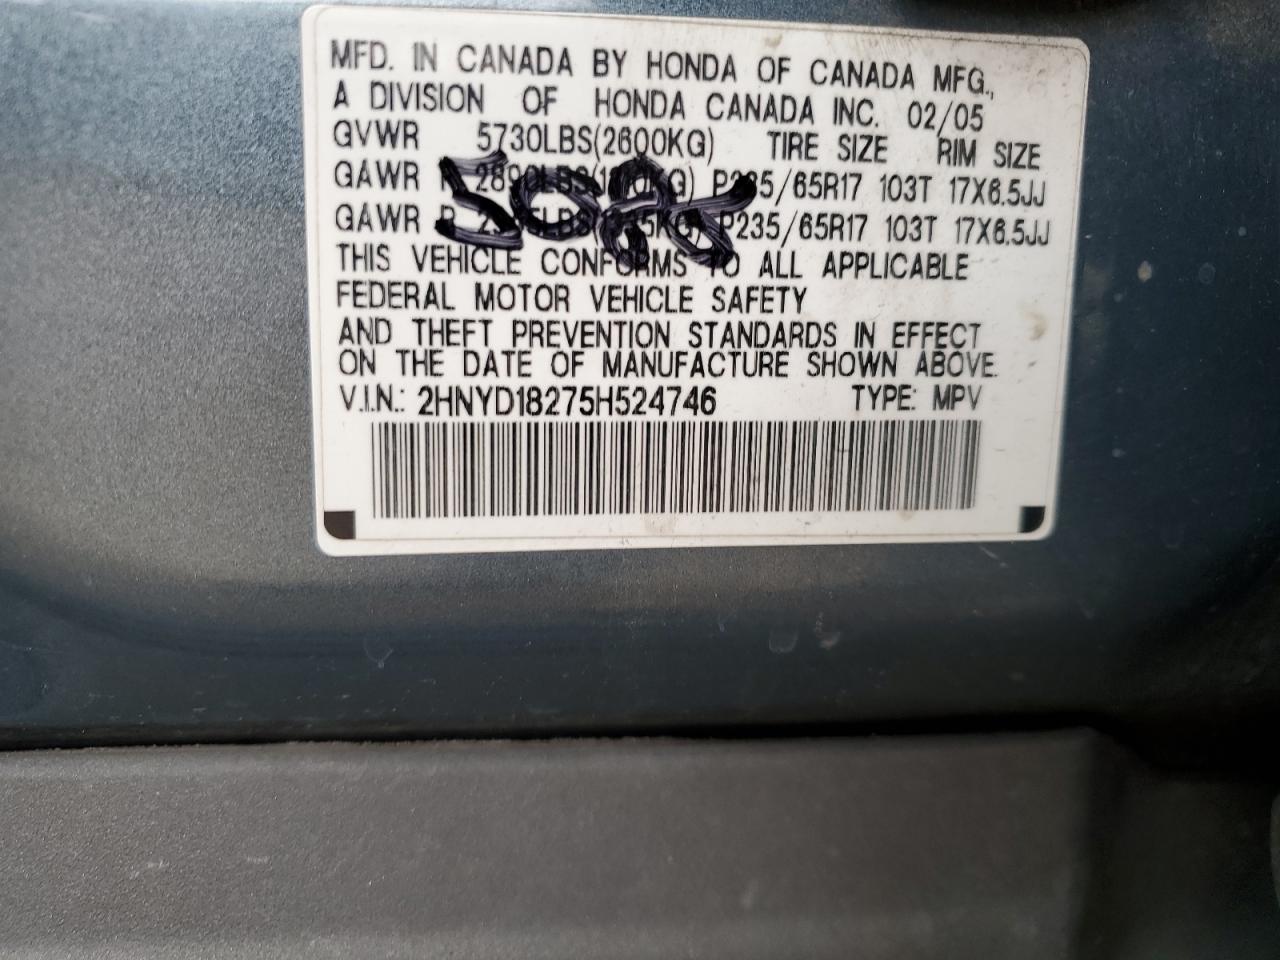 MFD. IN CANADA BY HONDA OF CANADA MFG.,
A DIVISION OF HONDA CANADA INC. 02/05
GVWR 5730LBS(2600KG) TIRE SIZE RIM SIZE
GAWR P235/65R17 103T 17X6.5JJ
GAWR P235/65R17 103T 17X6.5JJ
THIS VEHICLE CONFORMS TO ALL APPLICABLE
FEDERAL MOTOR VEHICLE SAFETY
AND THEFT PREVENTION STANDARDS IN EFFECT
ON THE DATE OF MANUFACTURE SHOWN ABOVE.
V.I.N.: 2HNYD18275H524746 TYPE: MPV